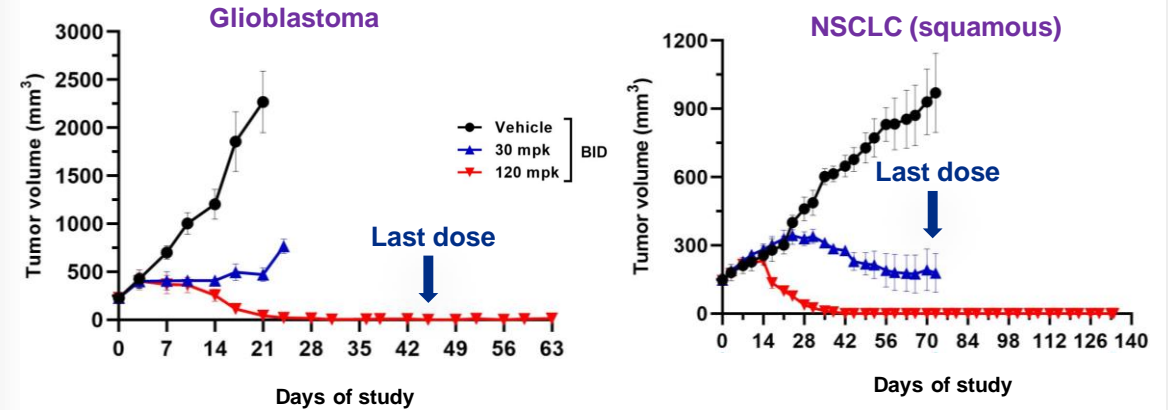 Glioblastoma
Tumor volume (mm³)
3000
2500
2000
1500
1000
500
0
Vehicle
30 mpk
120 mpk
BID
Last dose
0 7 14 21 28 35 42 49 56 63
Days of study
NSCLC (squamous)
Tumor volume (mm³)
1200
900
600
300
0
Last dose
0 14 28 42 56 70 84 98 112 126 140
Days of study